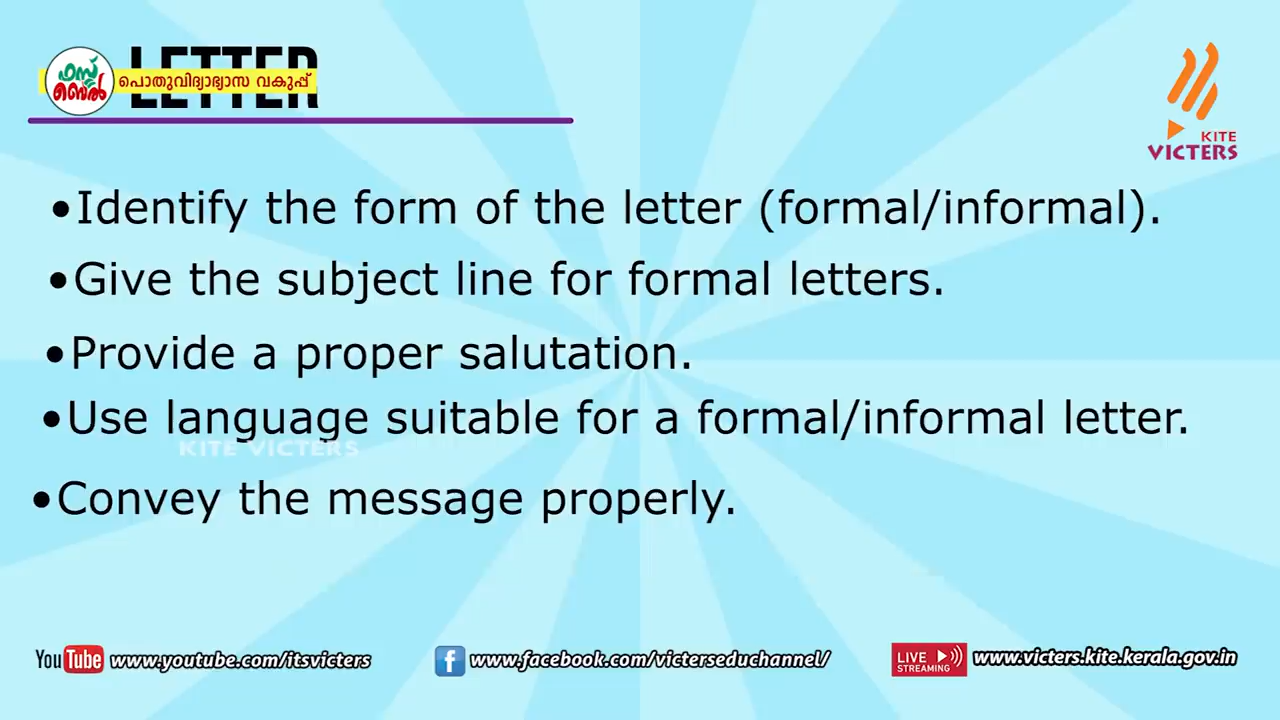 LETTER
ഫസ്റ്റ്
ബെൽ
പൊതുവിദ്യാഭ്യാസ വകുപ്പ്
KITE
VICTERS
•Identify the form of the letter (formal/informal).
•Give the subject line for formal letters.
•Provide a proper salutation.
•Use language suitable for a formal/informal letter.
KITE VICTERS
•Convey the message properly.
YouTube www.youtube.com/itsvicters
f www.facebook.com/victerseduchannel/
LIVE STREAMING www.victers.kite.kerala.gov.in